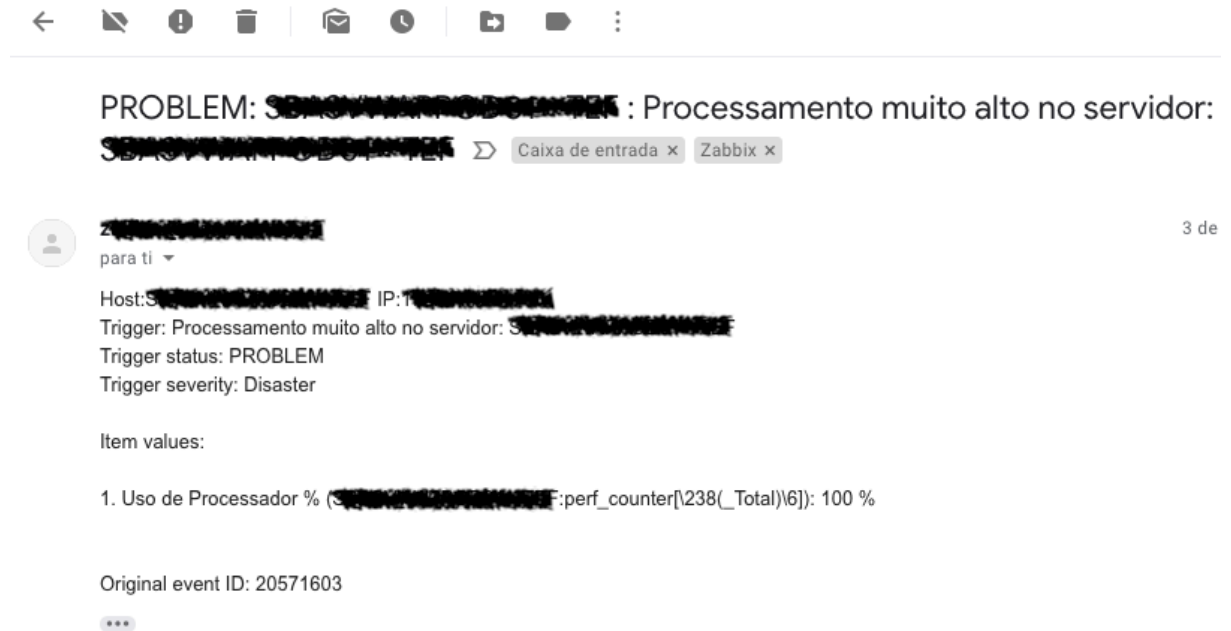 PROBLEM: : Processamento muito alto no servidor:
Caixa de entrada × Zabbix ×
3 de
para ti
Host: IP:
Trigger: Processamento muito alto no servidor:
Trigger status: PROBLEM
Trigger severity: Disaster
Item values:
1. Uso de Processador % ( :perf_counter[\238(_Total)\6]): 100 %
Original event ID: 20571603